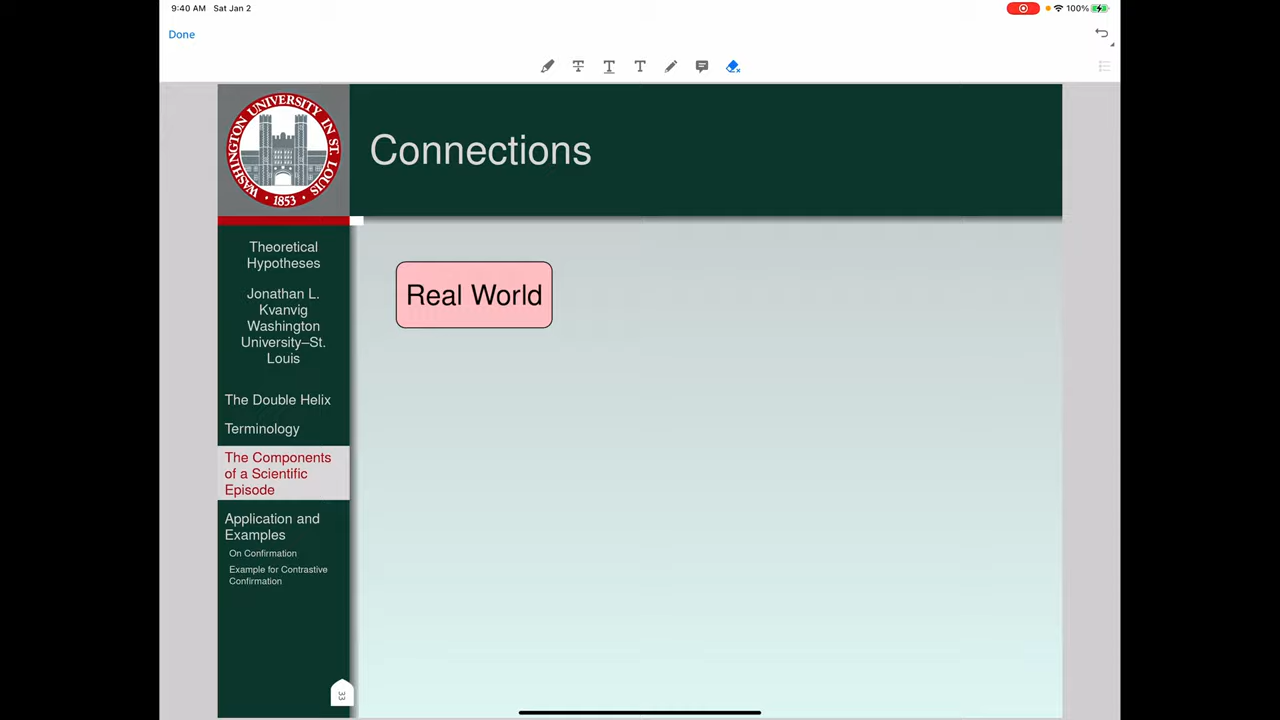 9:40 AM Sat Jan 2
100%
Done
WASHINGTON UNIVERSITY IN ST. LOUIS
1853
Connections
Theoretical
Hypotheses
Jonathan L.
Kvanvig
Washington
University–St.
Louis
The Double Helix
Terminology
The Components
of a Scientific
Episode
Application and
Examples
On Confirmation
Example for Contrastive
Confirmation
33
Real World